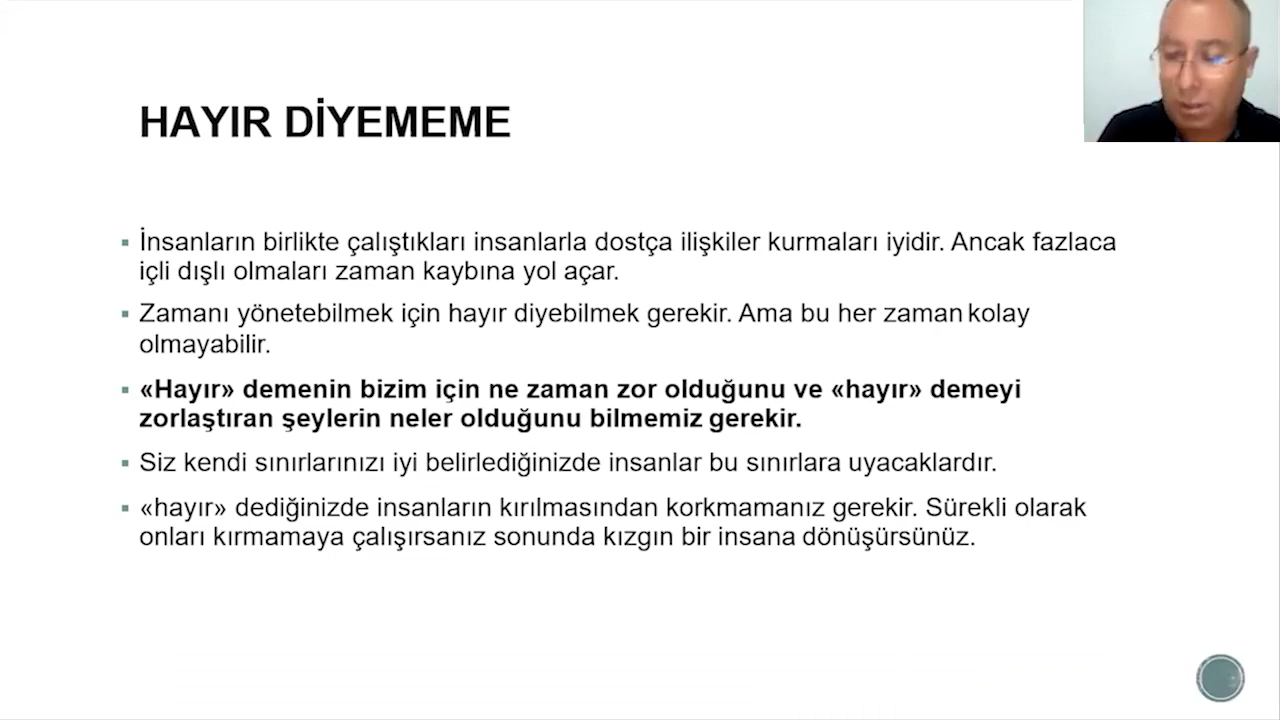 HAYIR DİYEMEME
İnsanların birlikte çalıştıkları insanlarla dostça ilişkiler kurmaları iyidir. Ancak fazlaca
içli dışlı olmaları zaman kaybına yol açar.
Zamanı yönetebilmek için hayır diyebilmek gerekir. Ama bu her zaman kolay
olmayabilir.
«Hayır» demenin bizim için ne zaman zor olduğunu ve «hayır» demeyi
zorlaştıran şeylerin neler olduğunu bilmemiz gerekir.
Siz kendi sınırlarınızı iyi belirlediğinizde insanlar bu sınırlara uyacaklardır.
«hayır» dediğinizde insanların kırılmasından korkmamanız gerekir. Sürekli olarak
onları kırmamaya çalışırsanız sonunda kızgın bir insana dönüşürsünüz.